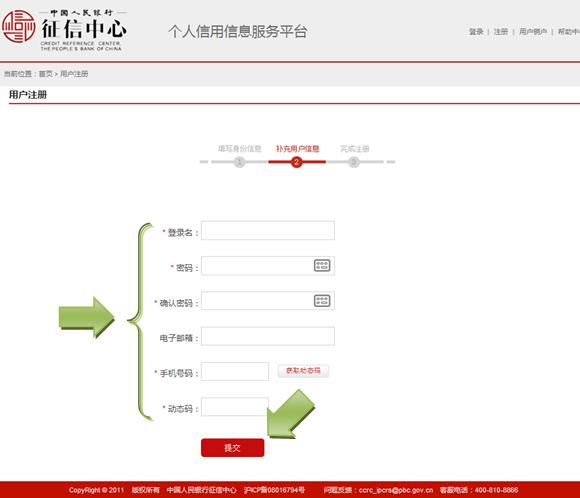 中国人民银行
征信中心
CREDIT REFERENCE CENTER,
THE PEOPLE'S BANK OF CHINA
个人信用信息服务平台
登录 | 注册 | 用户销户 | 帮助中
当前位置：首页 > 用户注册
用户注册
填写身份信息 补充用户信息 完成注册
1 2 3
* 登录名：
* 密码：
* 确认密码：
电子邮箱：
* 手机号码： 获取动态码
* 动态码：
提交
CopyRight © 2011 版权所有 中国人民银行征信中心 沪ICP备08016794号 问题反馈：ccrc_ipcrs@pbc.gov.cn 客服电话：400-810-8866